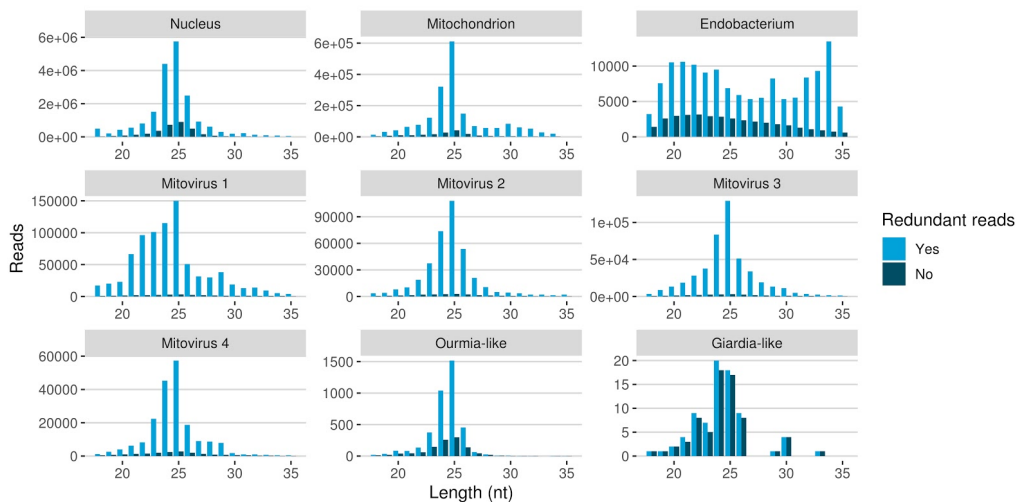 Nucleus Mitochondrion Endobacterium
6e+06
4e+06
2e+06
0e+00
20 25 30 35
6e+05
4e+05
2e+05
0e+00
20 25 30 35
10000
5000
0
20 25 30 35
Mitovirus 1 Mitovirus 2 Mitovirus 3
150000
100000
50000
0
20 25 30 35
90000
60000
30000
0
20 25 30 35
1e+05
5e+04
0e+00
20 25 30 35
Mitovirus 4 Ourmia-like Giardia-like
60000
40000
20000
0
20 25 30 35
1500
1000
500
0
20 25 30 35
20
15
10
5
0
20 25 30 35
Reads
Length (nt)
Redundant reads
Yes
No